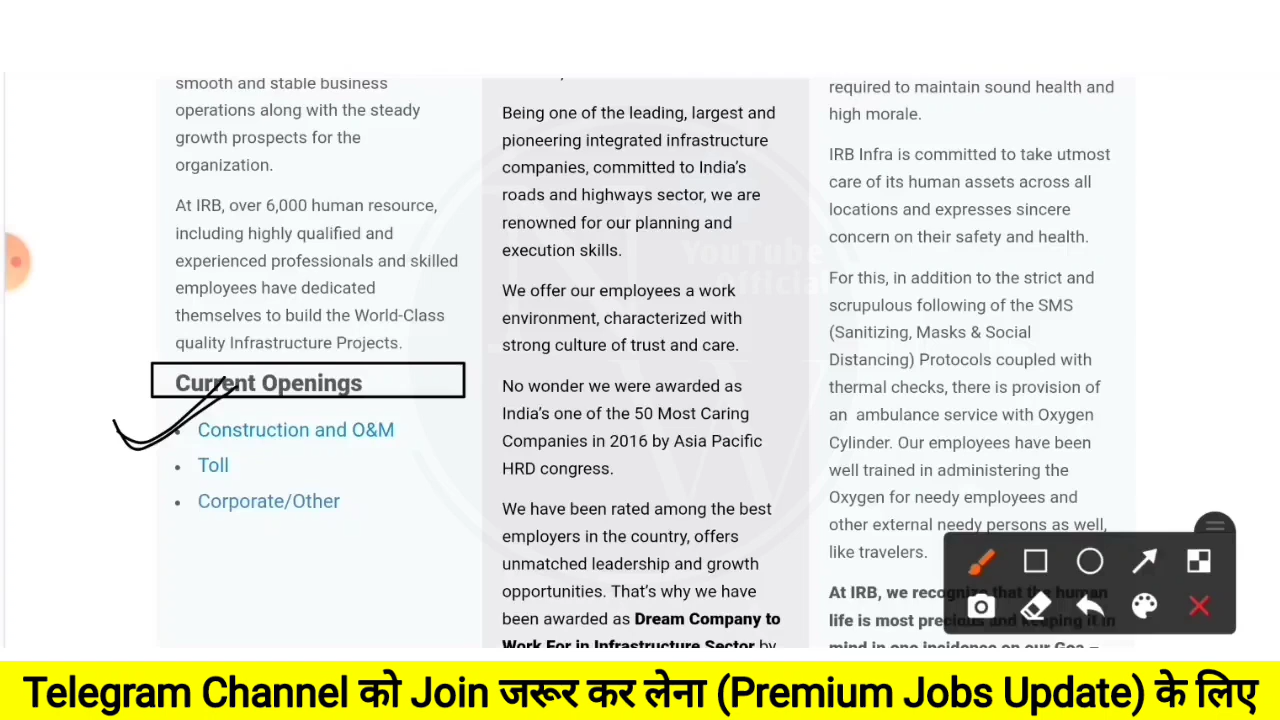 smooth and stable business
operations along with the steady
growth prospects for the
organization.
At IRB, over 6,000 human resource,
including highly qualified and
experienced professionals and skilled
employees have dedicated
themselves to build the World-Class
quality Infrastructure Projects.
Current Openings
• Construction and O&M
• Toll
• Corporate/Other
Being one of the leading, largest and
pioneering integrated infrastructure
companies, committed to India's
roads and highways sector, we are
renowned for our planning and
execution skills.
We offer our employees a work
environment, characterized with
strong culture of trust and care.
No wonder we were awarded as
India's one of the 50 Most Caring
Companies in 2016 by Asia Pacific
HRD congress.
We have been rated among the best
employers in the country, offers
unmatched leadership and growth
opportunities. That's why we have
been awarded as Dream Company to
Work For in Infrastructure Sector by
required to maintain sound health and
high morale.
IRB Infra is committed to take utmost
care of its human assets across all
locations and expresses sincere
concern on their safety and health.
For this, in addition to the strict and
scrupulous following of the SMS
(Sanitizing, Masks & Social
Distancing) Protocols coupled with
thermal checks, there is provision of
an ambulance service with Oxygen
Cylinder. Our employees have been
well trained in administering the
Oxygen for needy employees and
other external needy persons as well,
like travelers.
At IRB, we recognize that the human
life is most precious and keeping it in
mind in one incidence on our Goa –
YouTube
Official
Telegram Channel को Join जरूर कर लेना (Premium Jobs Update) के लिए